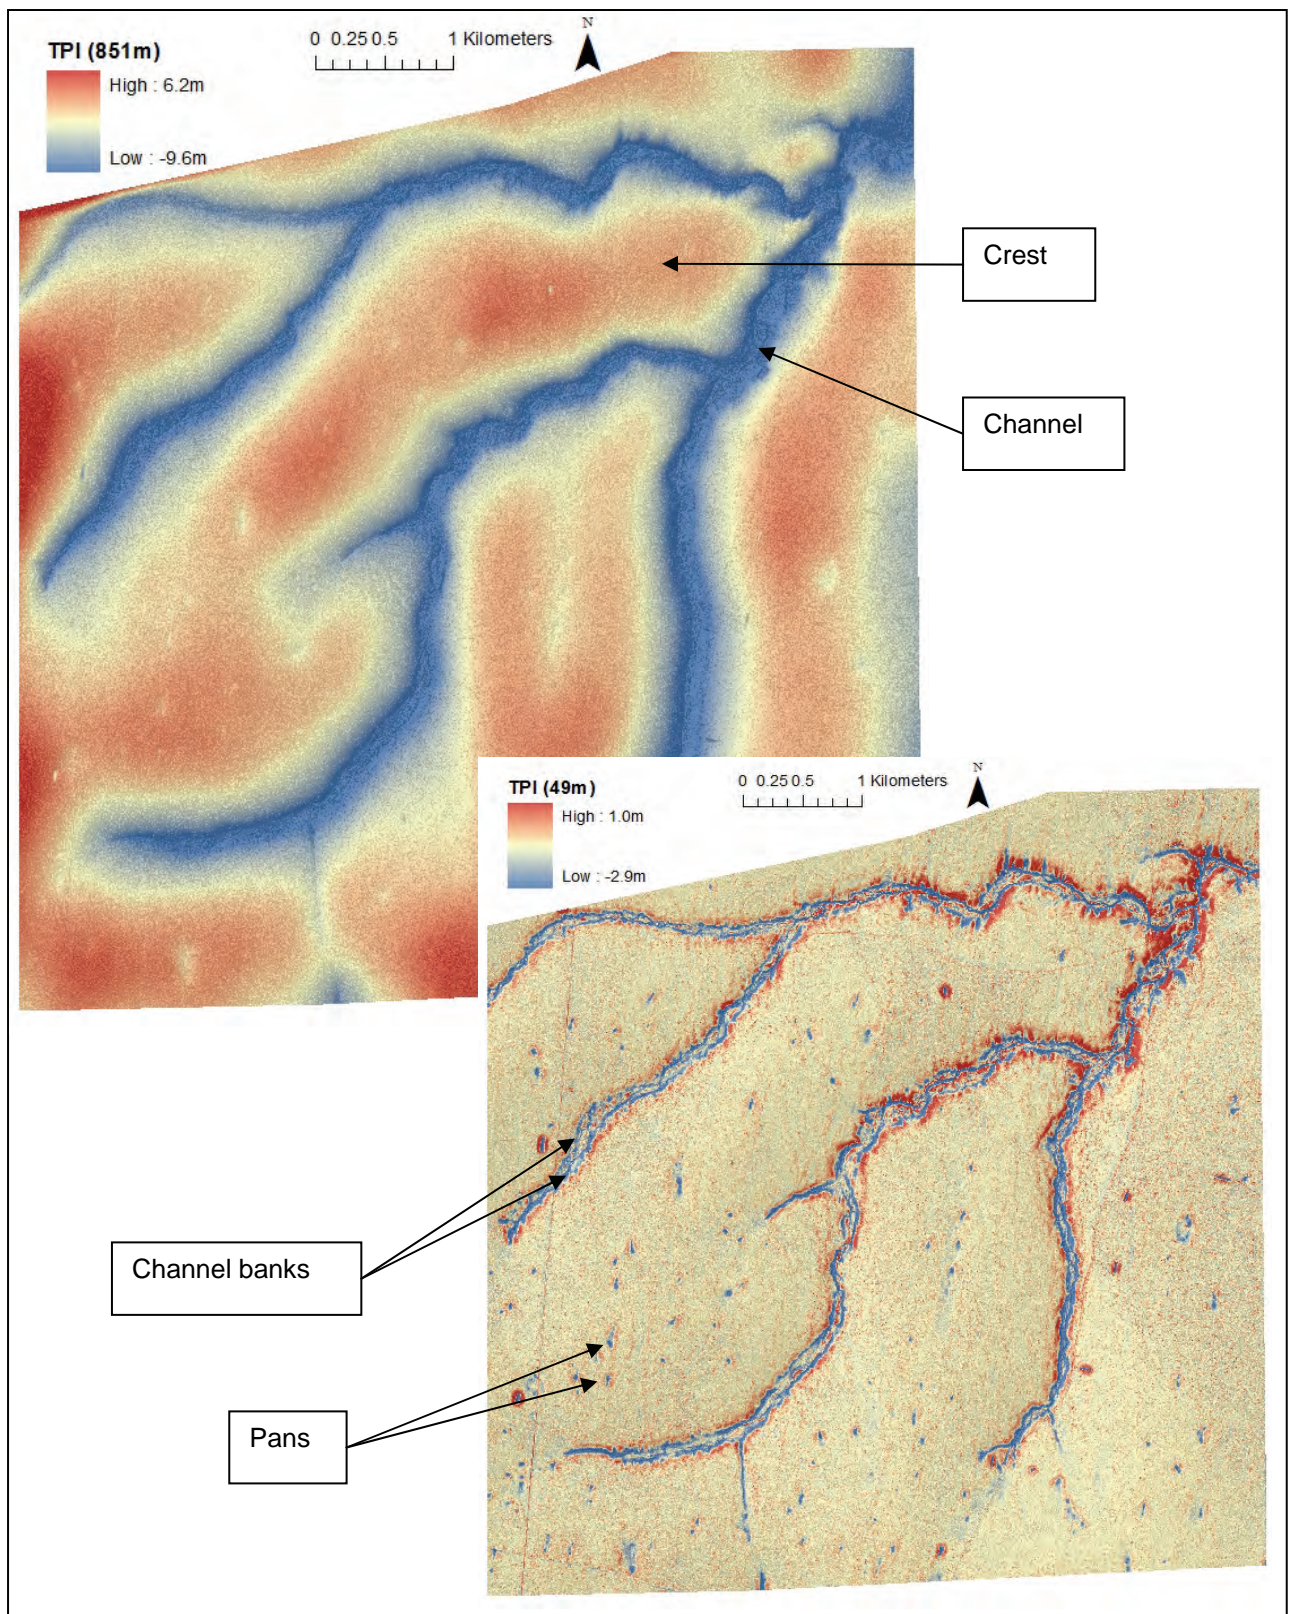 TPI (851m)
High : 6.2m
Low : -9.6m
0 0.25 0.5 1 Kilometers
N
Crest
Channel
TPI (49m)
High : 1.0m
Low : -2.9m
0 0.25 0.5 1 Kilometers
N
Channel banks
Pans